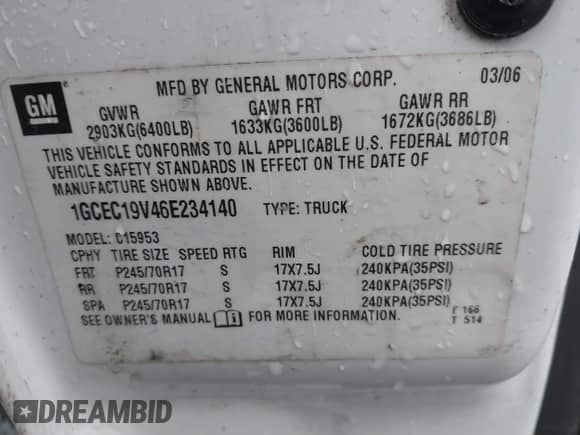 MFD BY GENERAL MOTORS CORP. 03/06
GM
GVWR GAWR FRT GAWR RR
2903KG(6400LB) 1633KG(3600LB) 1672KG(3686LB)
THIS VEHICLE CONFORMS TO ALL APPLICABLE U.S. FEDERAL MOTOR
VEHICLE SAFETY STANDARDS IN EFFECT ON THE DATE OF
MANUFACTURE SHOWN ABOVE.
1GCEC19V46E234140 TYPE: TRUCK
MODEL: C15953
CPHY TIRE SIZE SPEED RTG RIM COLD TIRE PRESSURE
FRT P245/70R17 S 17X7.5J 240KPA(35PSI)
RR P245/70R17 S 17X7.5J 240KPA(35PSI)
SPA P245/70R17 S 17X7.5J 240KPA(35PSI)
SEE OWNER'S MANUAL FOR MORE INFORMATION.
F 166
T 514
DREAMBID